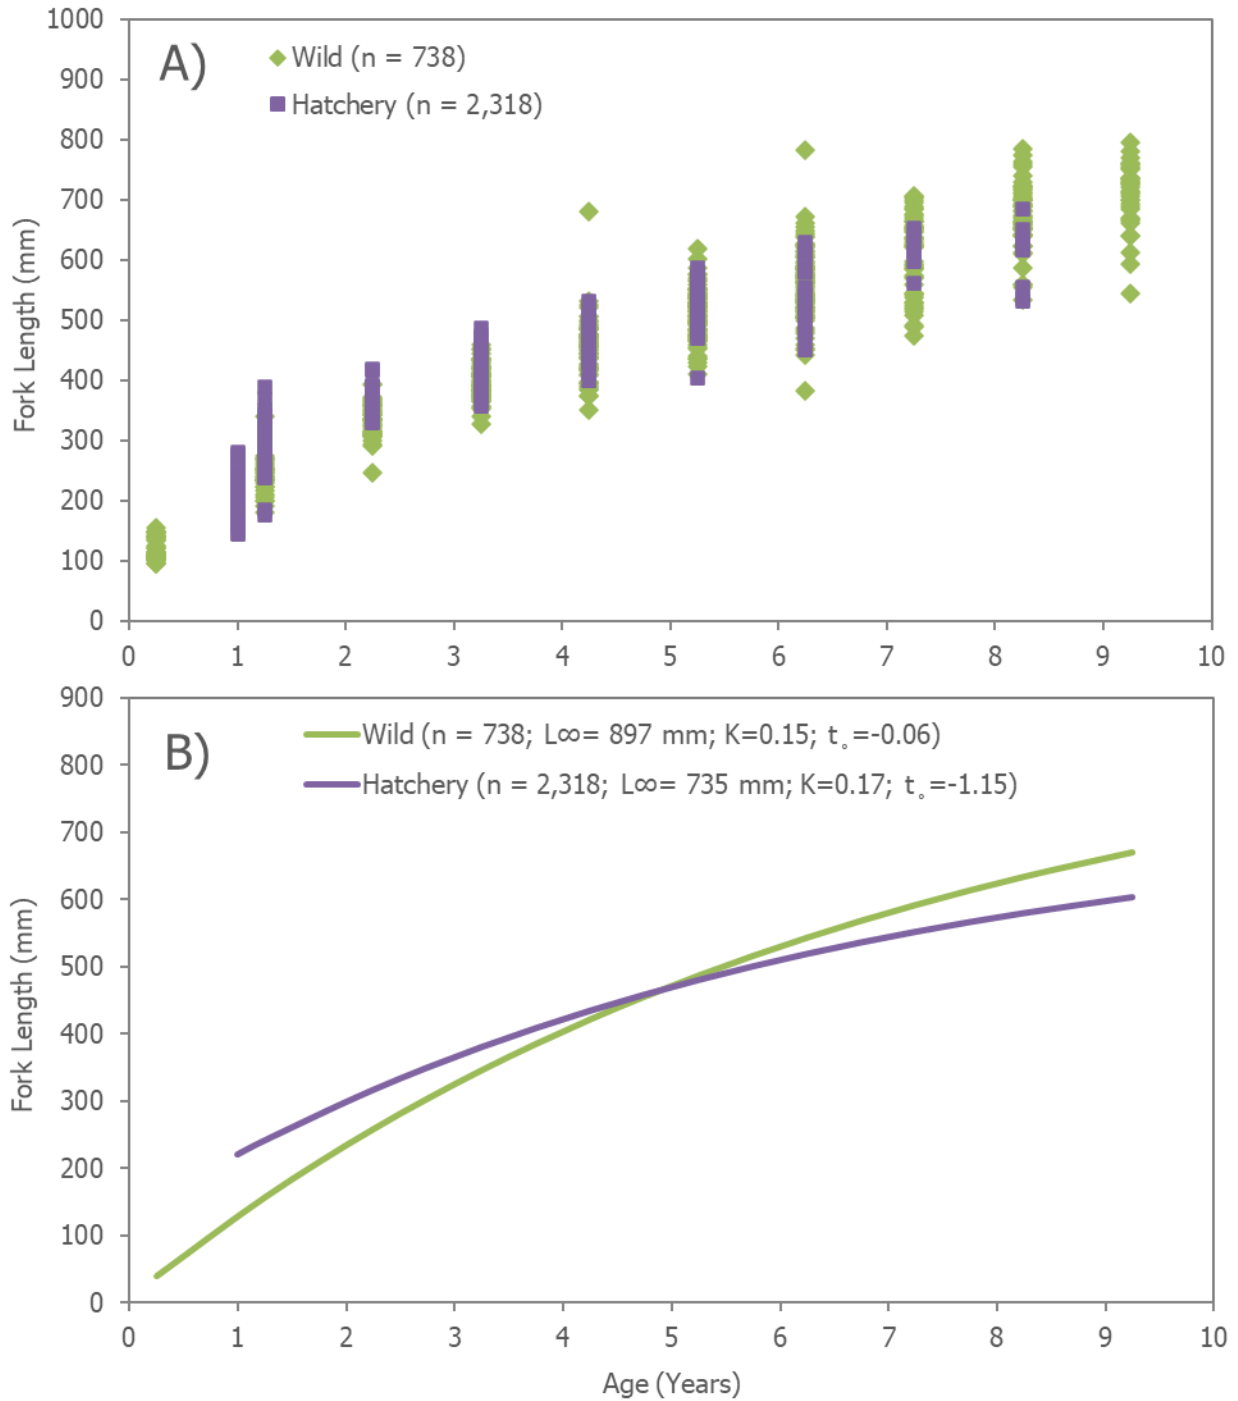 1000
900
800
700
600
500
400
300
200
100
0
Fork Length (mm)
A)
Wild (n = 738)
Hatchery (n = 2,318)
0 1 2 3 4 5 6 7 8 9 10
900
800
700
600
500
400
300
200
100
0
Fork Length (mm)
B)
Wild (n = 738; L∞= 897 mm; K=0.15; t˳=-0.06)
Hatchery (n = 2,318; L∞= 735 mm; K=0.17; t˳=-1.15)
0 1 2 3 4 5 6 7 8 9 10
Age (Years)